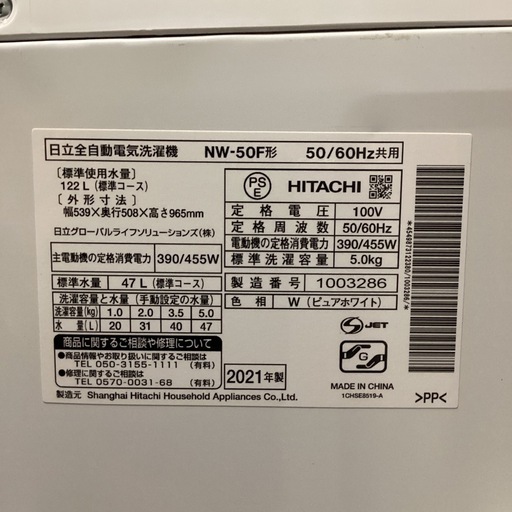 日立全自動電気洗濯機 NW-50F形 50/60Hz共用
〔標準使用水量〕
122L(標準コース)
〔外形寸法〕
幅539×奥行508×高さ965mm
日立グローバルライフソリューションズ(株)
主電動機の定格消費電力 390/455W
標準水量 47L(標準コース)
洗濯容量と水量(手動設定の水量)
洗濯容量(kg) 1.0 2.0 3.5 5.0
水量(L) 20 31 40 47
商品に関するご相談や修理について
●商品情報やお取り扱いに関するご相談
TEL 050-3155-1111 (有料)
●修理に関するご相談
TEL 0570-0031-68 (有料)
製造元 Shanghai Hitachi Household Appliances Co.,Ltd.
PS
E
HITACHI
定格電圧 100V
定格周波数 50/60Hz
電動機の定格消費電力 390/455W
標準洗濯容量 5.0kg
製造番号 1003286
色相 W(ピュアホワイト)
S JET
G
2021年製
MADE IN CHINA
1CHSE8519-A
>PP<